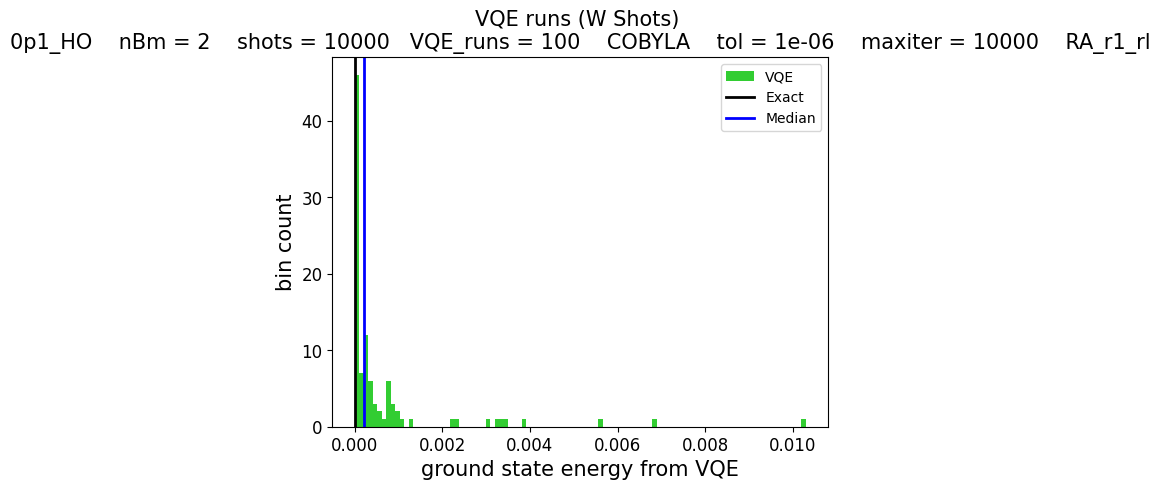 VQE runs (W Shots)
0p1_HO nBm = 2 shots = 10000 VQE_runs = 100 COBYLA tol = 1e-06 maxiter = 10000 RA_r1_rl
VQE
Exact
Median
bin count
40
30
20
10
0
0.000 0.002 0.004 0.006 0.008 0.010
ground state energy from VQE